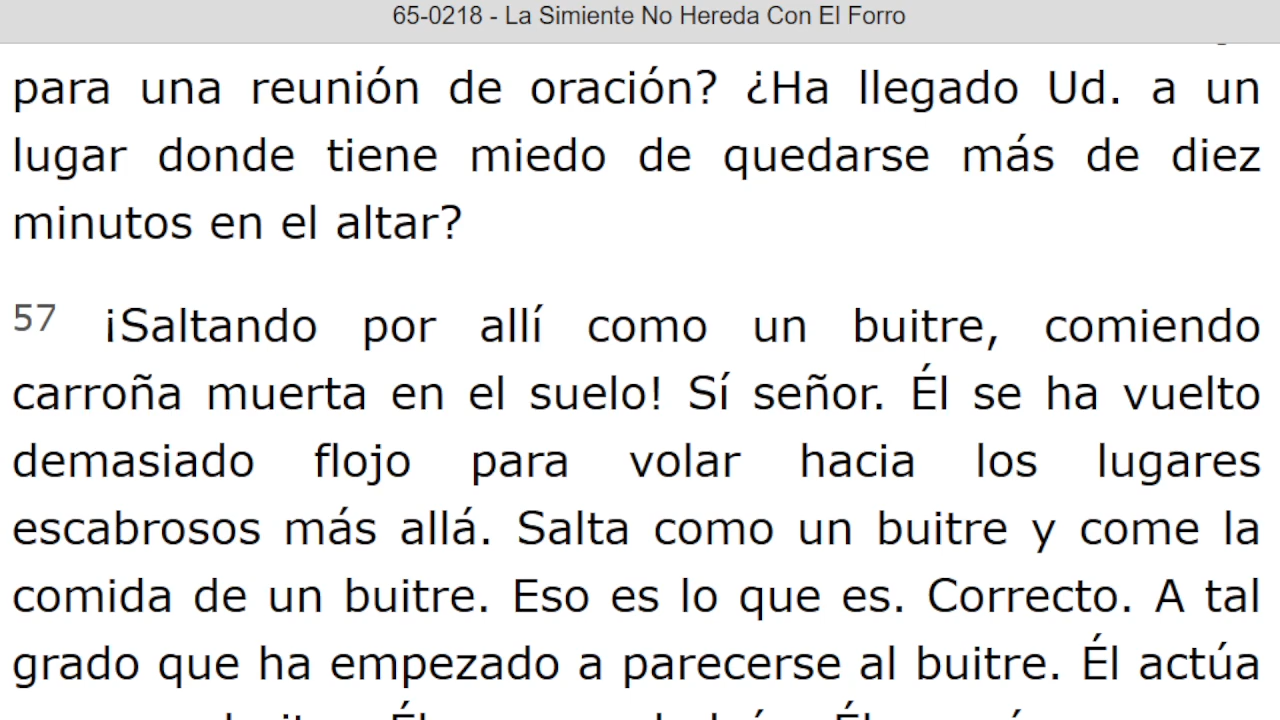 65-0218 - La Simiente No Hereda Con El Forro
para una reunión de oración? ¿Ha llegado Ud. a un
lugar donde tiene miedo de quedarse más de diez
minutos en el altar?
57 ¡Saltando por allí como un buitre, comiendo
carroña muerta en el suelo! Sí señor. Él se ha vuelto
demasiado flojo para volar hacia los lugares
escabrosos más allá. Salta como un buitre y come la
comida de un buitre. Eso es lo que es. Correcto. A tal
grado que ha empezado a parecerse al buitre. Él actúa